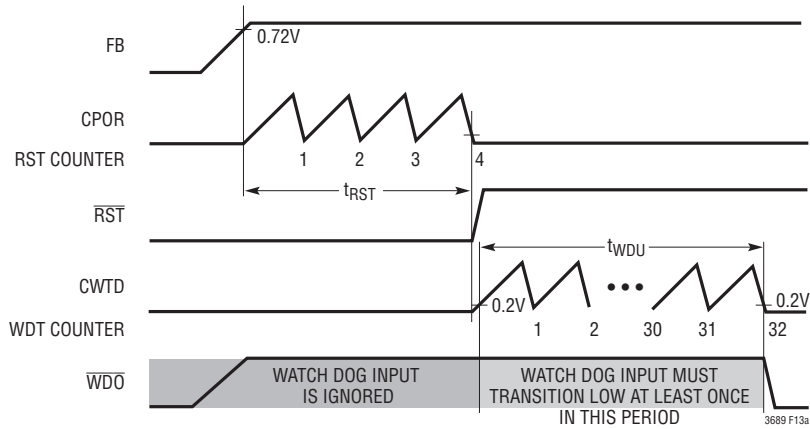 FB
0.72V
CPOR
RST COUNTER
1 2 3 4
tRST
RST
tWDU
CWTD
0.2V
0.2V
WDT COUNTER
1 2 30 31 32
WDO
WATCH DOG INPUT
IS IGNORED
WATCH DOG INPUT MUST
TRANSITION LOW AT LEAST ONCE
IN THIS PERIOD
3689 F13a